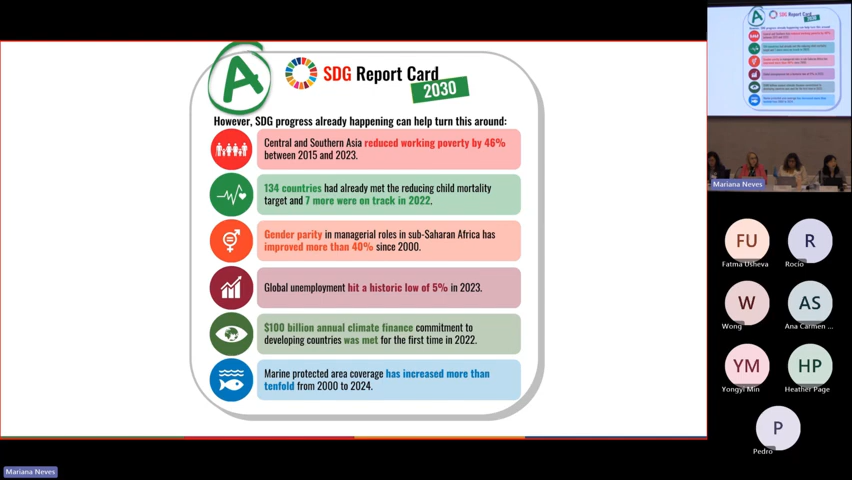 A
SDG Report Card
2030
However, SDG progress already happening can help turn this around:
Central and Southern Asia reduced working poverty by 46%
between 2015 and 2023.
134 countries had already met the reducing child mortality
target and 7 more were on track in 2022.
Gender parity in managerial roles in sub-Saharan Africa has
improved more than 40% since 2000.
Global unemployment hit a historic low of 5% in 2023.
$100 billion annual climate finance commitment to
developing countries was met for the first time in 2022.
Marine protected area coverage has increased more than
tenfold from 2000 to 2024.
Mariana Neves
A
SDG Report Card
2030
Mariana Neves
FU
Fatma Usheva
R
Rocio
W
Wong
AS
Ana Carmen ...
YM
Yongyi Min
HP
Heather Page
P
Pedro